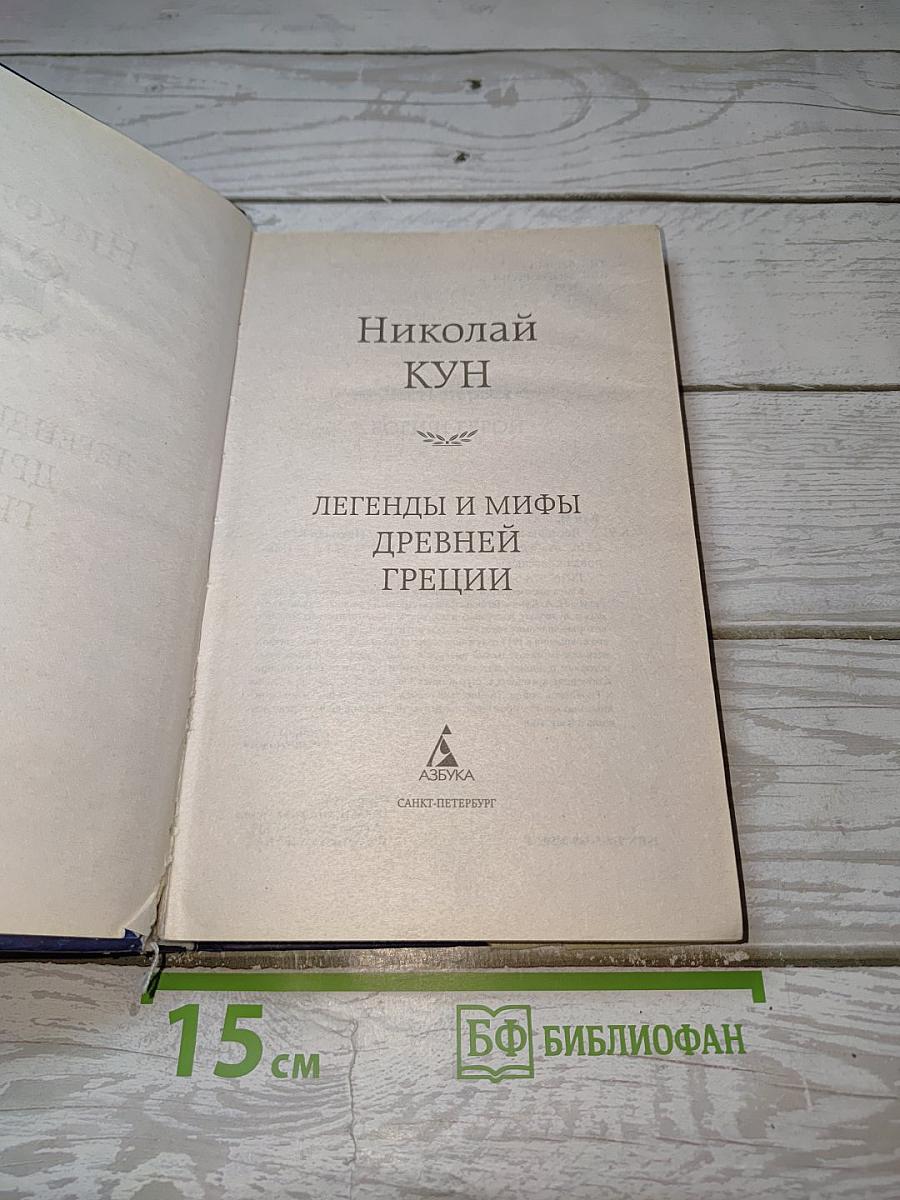 Николай
КУН
ЛЕГЕНДЫ И МИФЫ
ДРЕВНЕЙ
ГРЕЦИИ
АЗБУКА
САНКТ-ПЕТЕРБУРГ
15 см
БФ БИБЛИОФАН